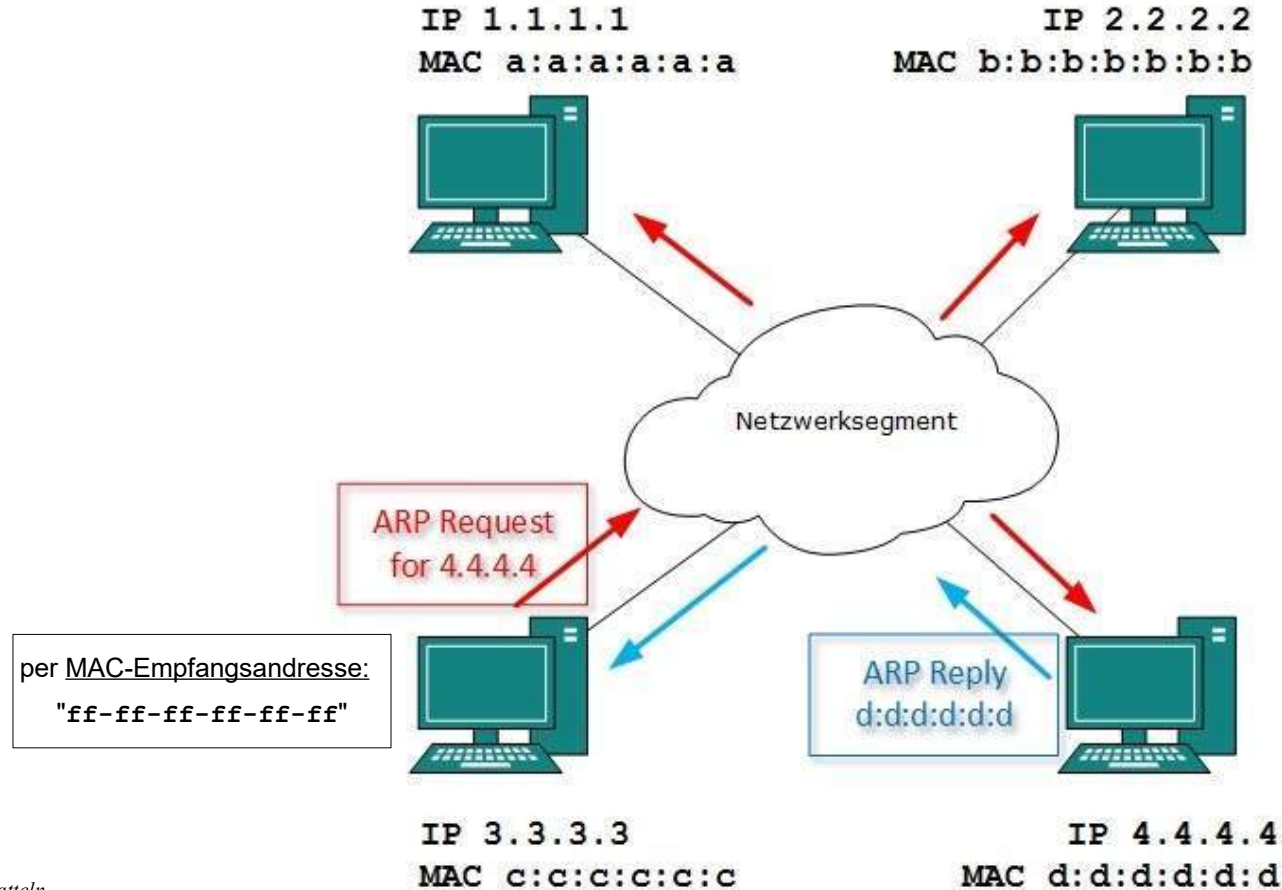 IP 1.1.1.1
MAC a:a:a:a:a:a
IP 2.2.2.2
MAC b:b:b:b:b:b:b
Netzwerksegment
ARP Request
for 4.4.4.4
per MAC-Empfangsandresse:
"ff-ff-ff-ff-ff-ff"
ARP Reply
d:d:d:d:d:d
IP 3.3.3.3
MAC c:c:c:c:c:c
IP 4.4.4.4
MAC d:d:d:d:d:d